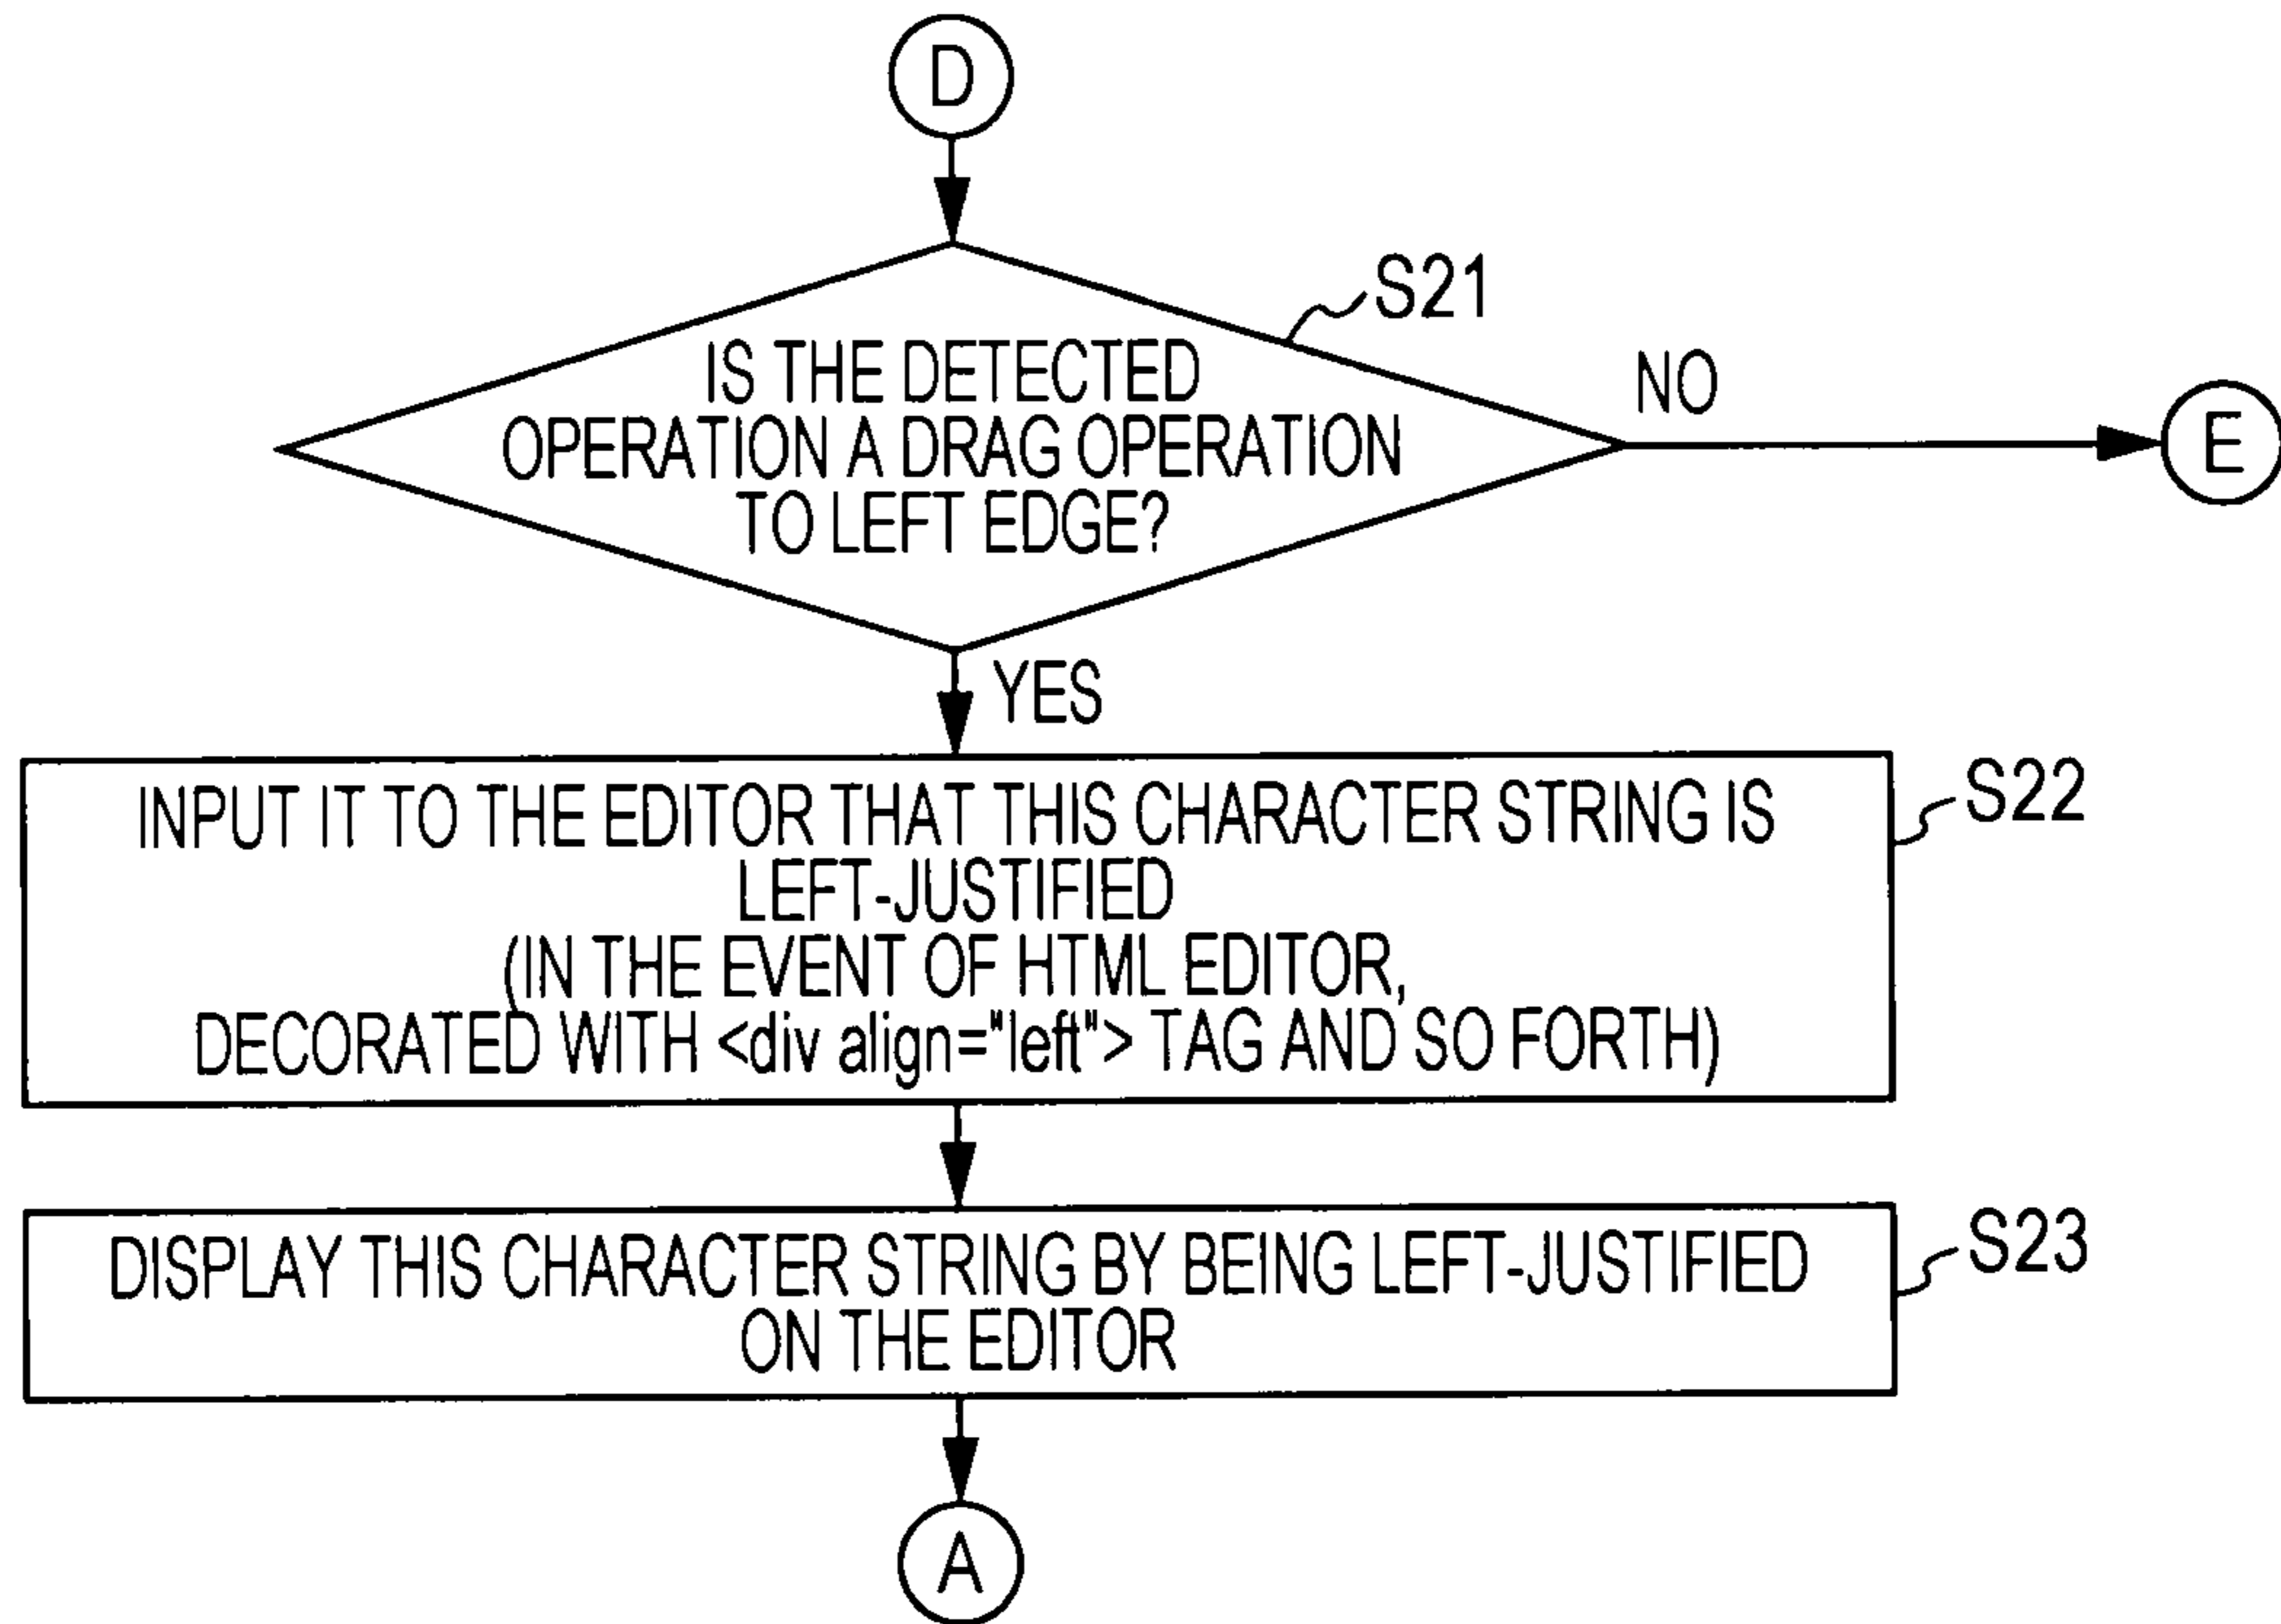 D
S21
IS THE DETECTED
OPERATION A DRAG OPERATION
TO LEFT EDGE?
NO
E
YES
INPUT IT TO THE EDITOR THAT THIS CHARACTER STRING IS
LEFT-JUSTIFIED
(IN THE EVENT OF HTML EDITOR,
DECORATED WITH <div align="left"> TAG AND SO FORTH)
S22
DISPLAY THIS CHARACTER STRING BY BEING LEFT-JUSTIFIED
ON THE EDITOR
S23
A